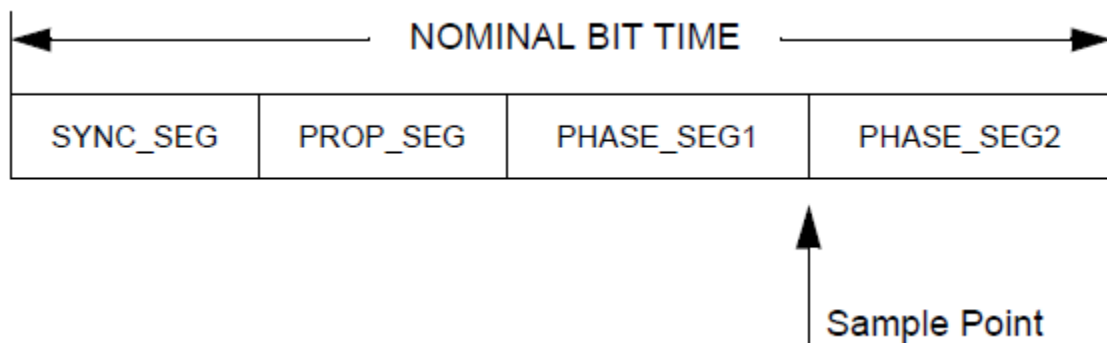 NOMINAL BIT TIME
SYNC_SEG PROP_SEG PHASE_SEG1 PHASE_SEG2
Sample Point